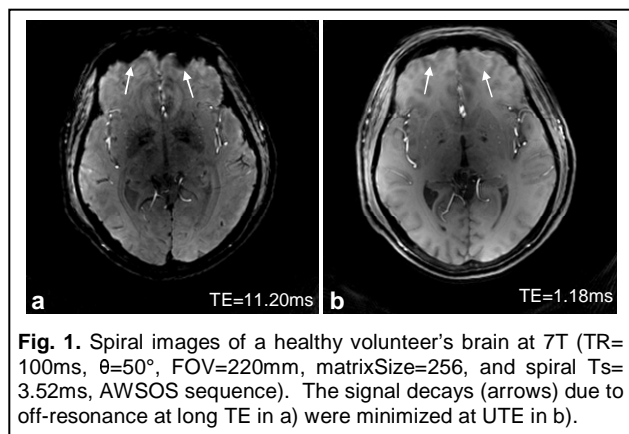 a
TE=11.20ms
b
TE=1.18ms
Fig. 1. Spiral images of a healthy volunteer's brain at 7T (TR=
100ms, θ=50°, FOV=220mm, matrixSize=256, and spiral Ts=
3.52ms, AWSOS sequence). The signal decays (arrows) due to
off-resonance at long TE in a) were minimized at UTE in b).